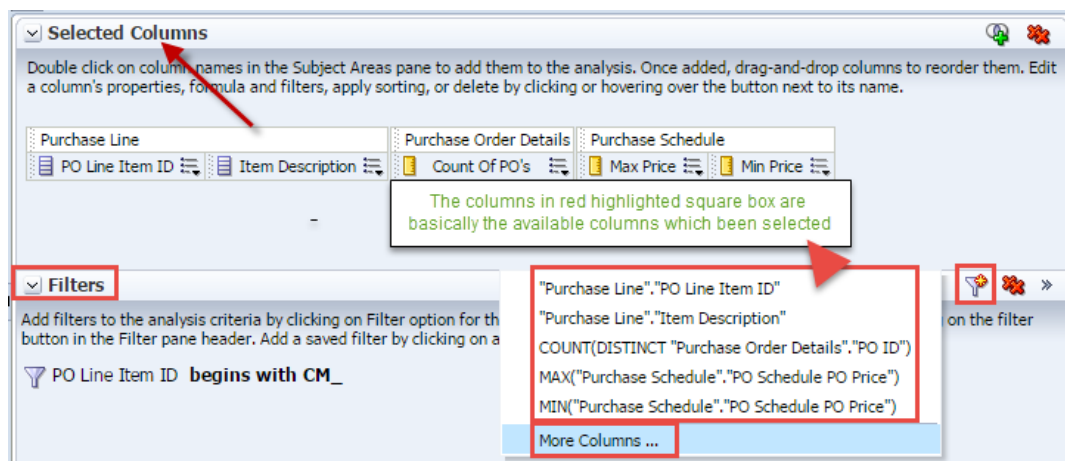 Selected Columns
Double click on column names in the Subject Areas pane to add them to the analysis. Once added, drag-and-drop columns to reorder them. Edit
a column's properties, formula and filters, apply sorting, or delete by clicking or hovering over the button next to its name.
Purchase Line Purchase Order Details Purchase Schedule
PO Line Item ID Item Description Count Of PO's Max Price Min Price
The columns in red highlighted square box are
basically the available columns which been selected
Filters
"Purchase Line"."PO Line Item ID"
Add filters to the analysis criteria by clicking on Filter option for th "Purchase Line"."Item Description" on the filter
button in the Filter pane header. Add a saved filter by clicking on a COUNT(DISTINCT "Purchase Order Details"."PO ID")
PO Line Item ID begins with CM_ MAX("Purchase Schedule"."PO Schedule PO Price")
MIN("Purchase Schedule"."PO Schedule PO Price")
More Columns ...